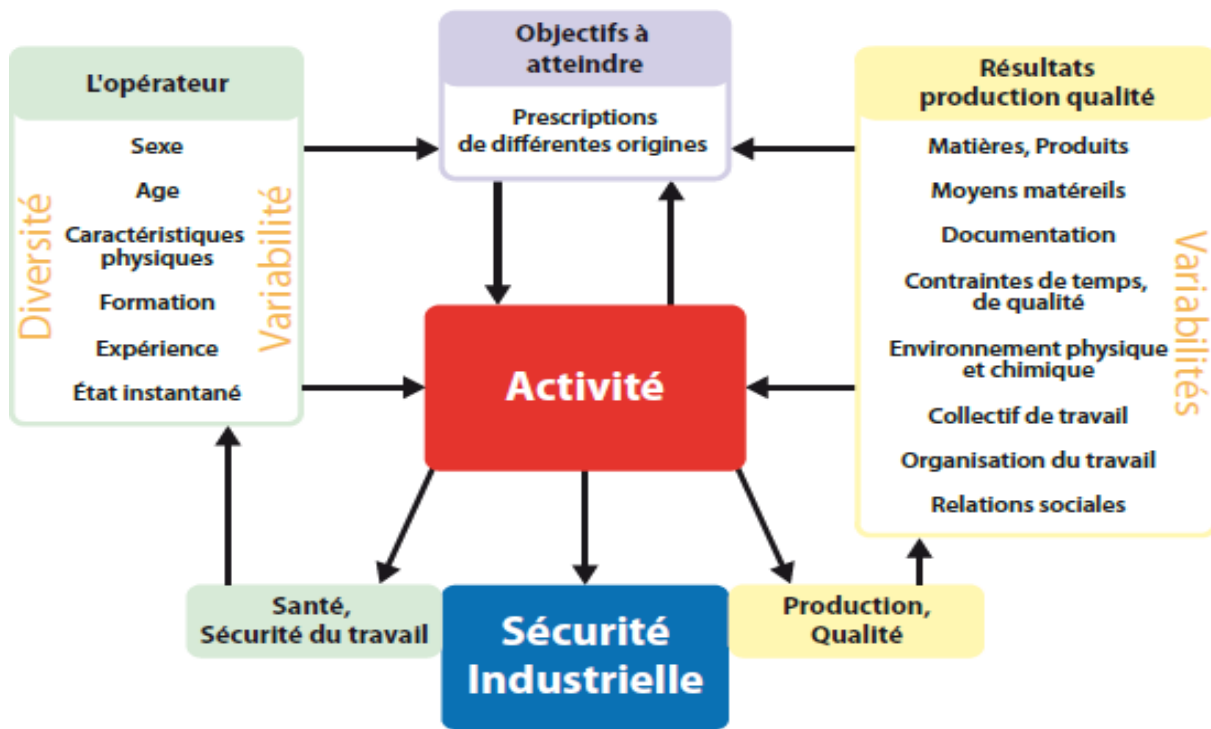 L'opérateur
Sexe
Age
Caractéristiques
physiques
Formation
Expérience
État instantané
Diversité
Variabilité
Objectifs à
atteindre
Prescriptions
de différentes origines
Résultats
production qualité
Matières, Produits
Moyens matéreils
Documentation
Contraintes de temps,
de qualité
Environnement physique
et chimique
Collectif de travail
Organisation du travail
Relations sociales
Variabilités
Activité
Santé,
Sécurité du travail
Sécurité
Industrielle
Production,
Qualité